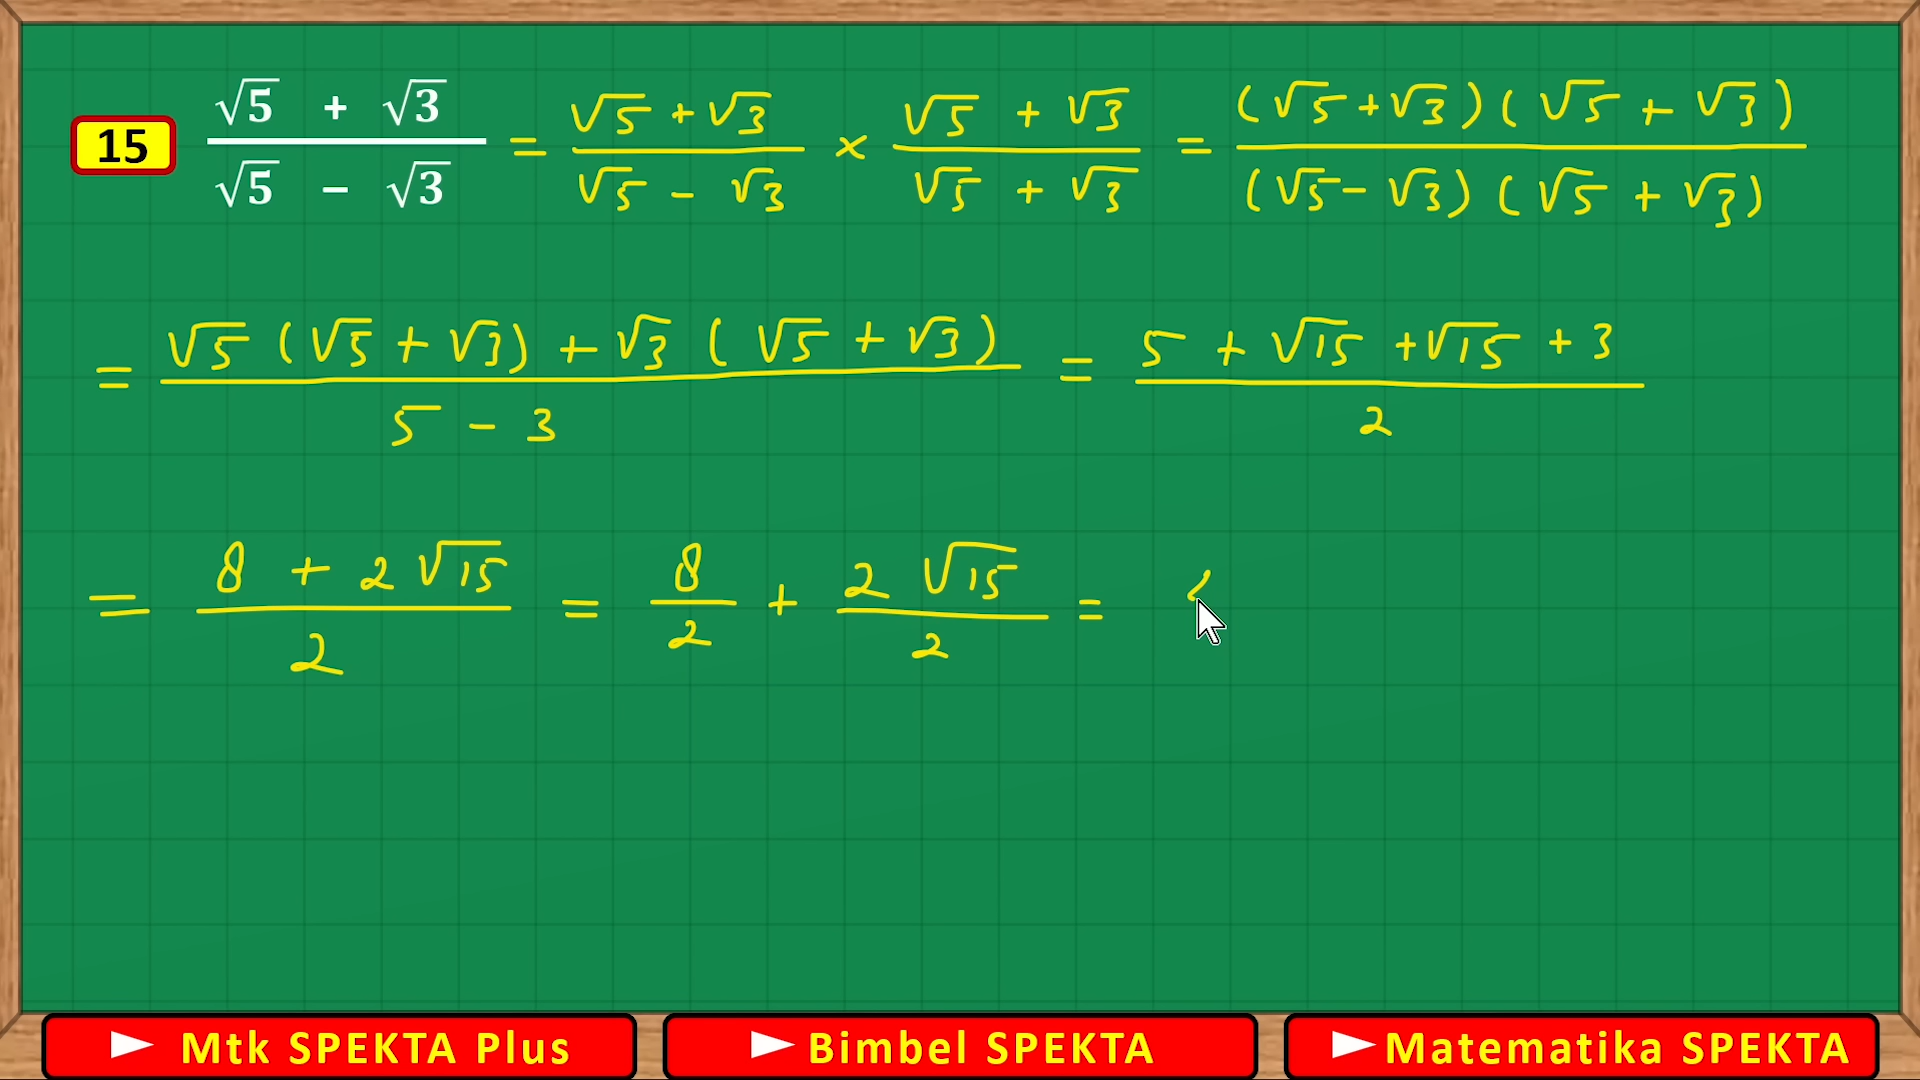 15 (√5 + √3)/(√5 − √3) = (√5 + √3)/(√5 − √3) × (√5 + √3)/(√5 + √3) = ((√5 + √3)(√5 + √3))/((√5 − √3)(√5 + √3))
= (√5 (√5 + √3) + √3 (√5 + √3))/(5 − 3) = (5 + √15 + √15 + 3)/2
= (8 + 2√15)/2 = 8/2 + (2√15)/2 =
Mtk SPEKTA Plus
Bimbel SPEKTA
Matematika SPEKTA